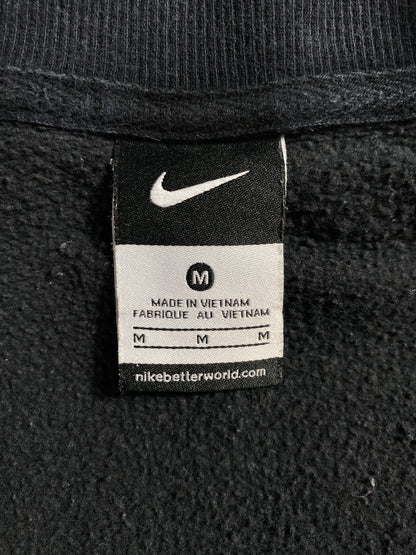 M
MADE IN VIETNAM
FABRIQUE AU VIETNAM
M M M
nikebetterworld.com